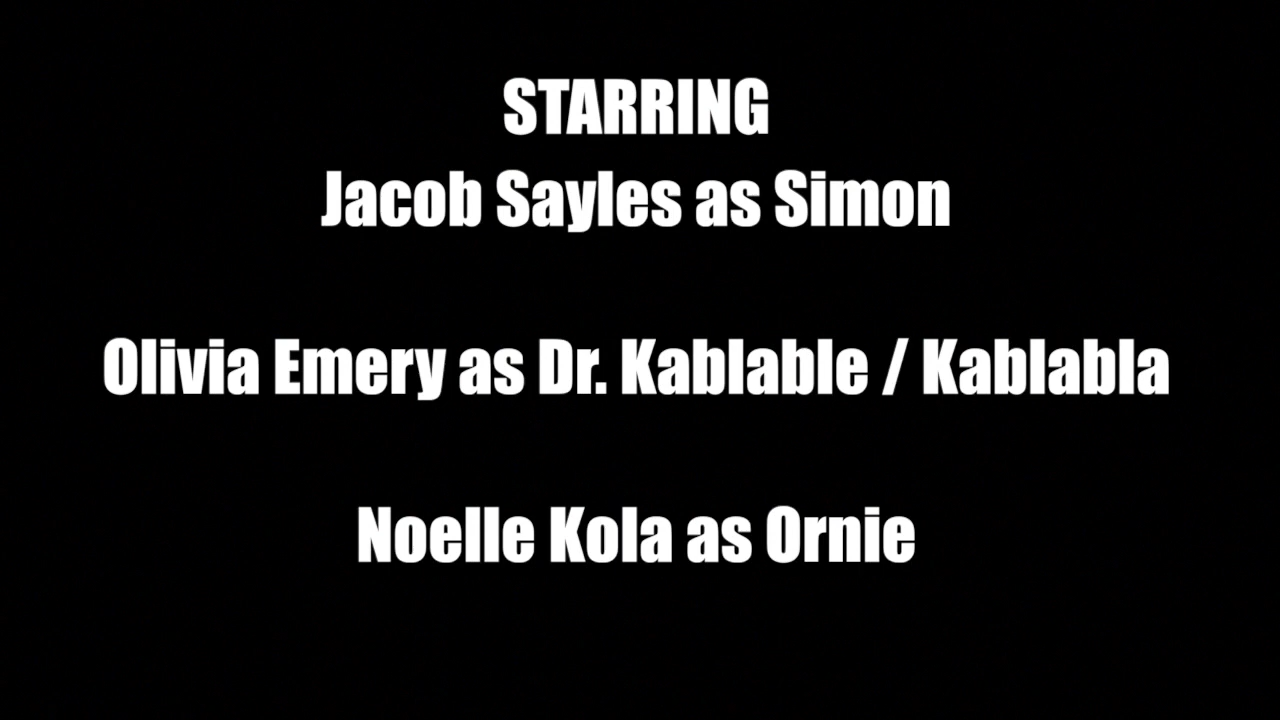 STARRING
Jacob Sayles as Simon
Olivia Emery as Dr. Kablable / Kablabla
Noelle Kola as Ornie